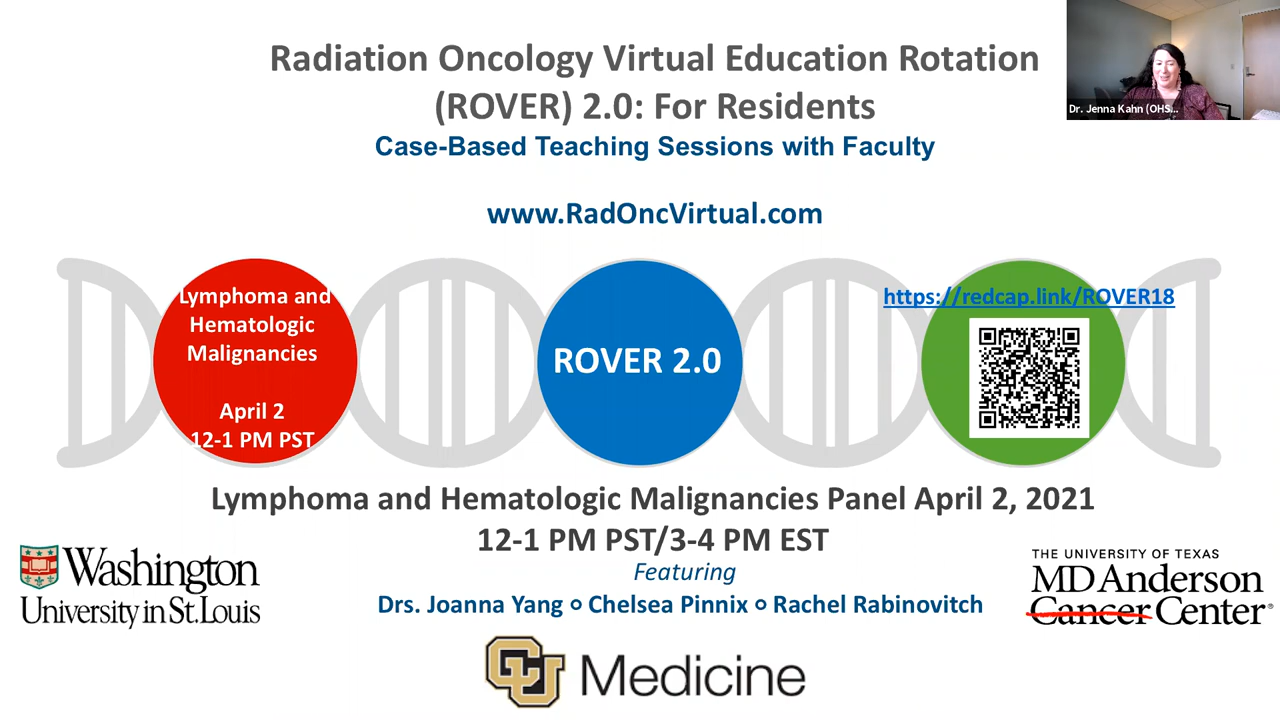 Radiation Oncology Virtual Education Rotation
(ROVER) 2.0: For Residents
Case-Based Teaching Sessions with Faculty
www.RadOncVirtual.com
Dr. Jenna Kahn (OHS...
Lymphoma and
Hematologic
Malignancies
April 2
12-1 PM PST
ROVER 2.0
https://redcap.link/ROVER18
Lymphoma and Hematologic Malignancies Panel April 2, 2021
12-1 PM PST/3-4 PM EST
Featuring
Drs. Joanna Yang ⚬ Chelsea Pinnix ⚬ Rachel Rabinovitch
Washington
University in St. Louis
THE UNIVERSITY OF TEXAS
MD Anderson
Cancer Center®
CU Medicine